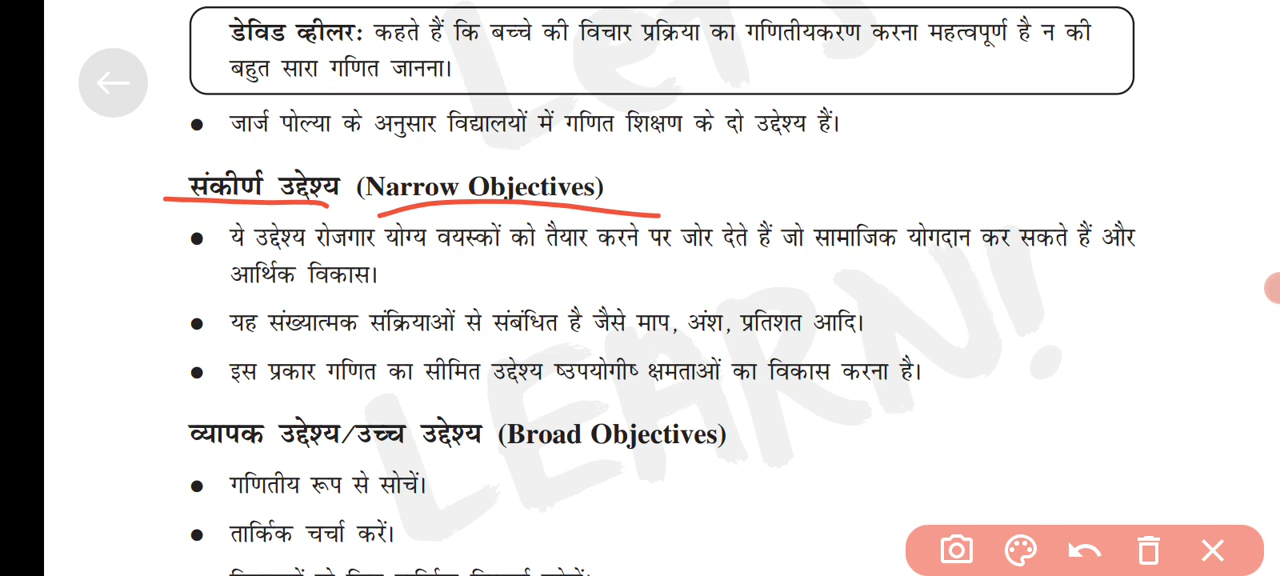 डेविड व्हीलर: कहते हैं कि बच्चे की विचार प्रक्रिया का गणितीयकरण करना महत्वपूर्ण है न की
बहुत सारा गणित जानना।
● जार्ज पोल्या के अनुसार विद्यालयों में गणित शिक्षण के दो उद्देश्य हैं।
संकीर्ण उद्देश्य (Narrow Objectives)
● ये उद्देश्य रोजगार योग्य वयस्कों को तैयार करने पर जोर देते हैं जो सामाजिक योगदान कर सकते हैं और
आर्थिक विकास।
● यह संख्यात्मक संक्रियाओं से संबंधित है जैसे माप, अंश, प्रतिशत आदि।
● इस प्रकार गणित का सीमित उद्देश्य ष्उपयोगीष् क्षमताओं का विकास करना है।
व्यापक उद्देश्य/उच्च उद्देश्य (Broad Objectives)
● गणितीय रूप से सोचें।
● तार्किक चर्चा करें।
LET'S
LEARN!